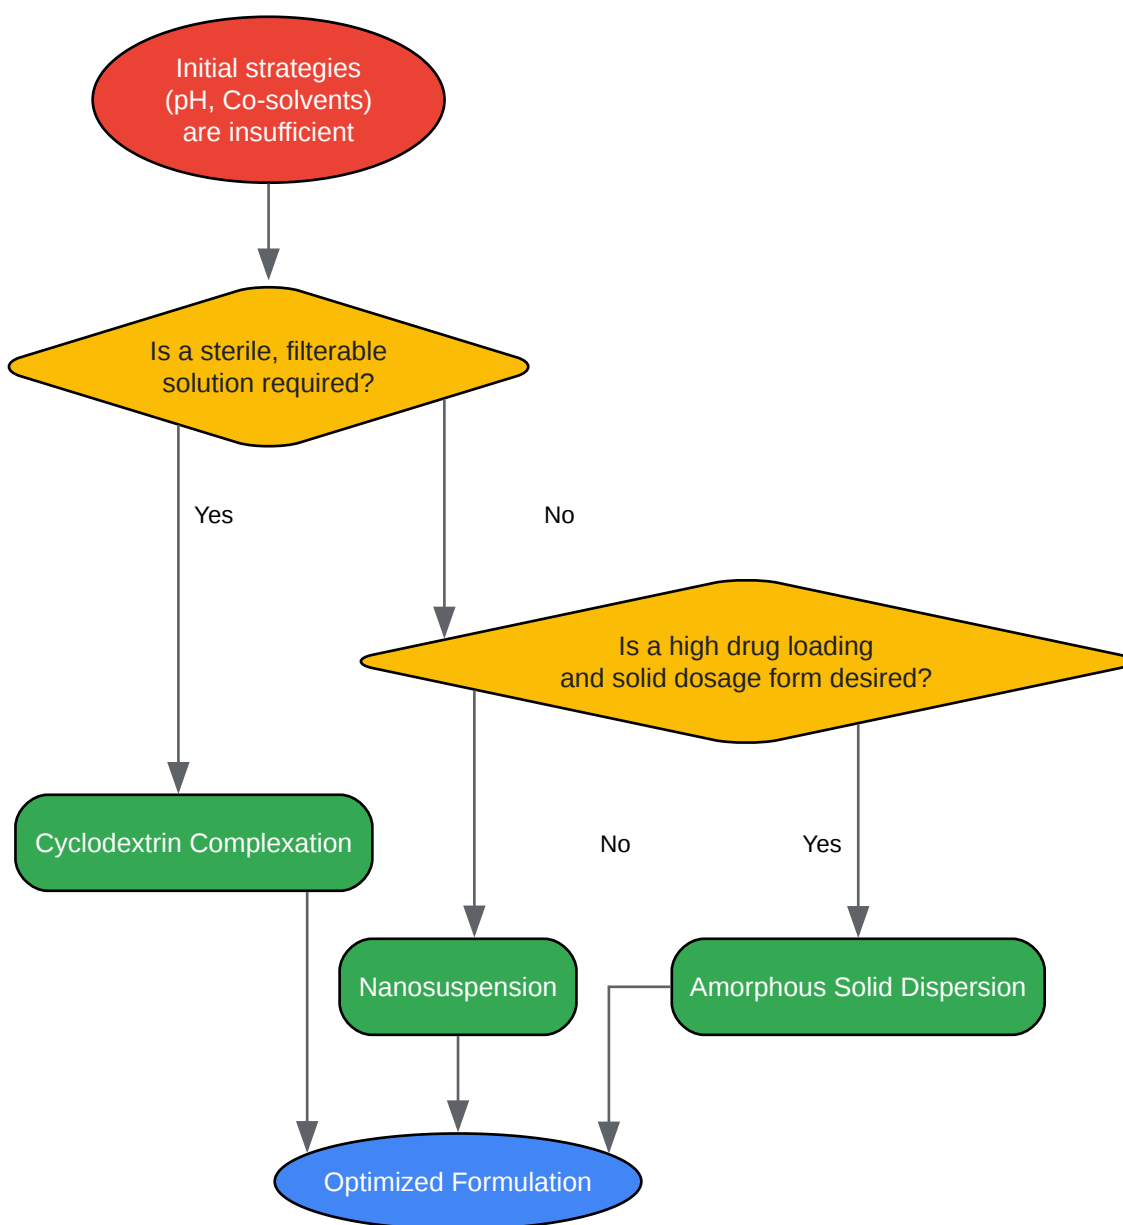 Initial strategies
(pH, Co-solvents)
are insufficient
Is a sterile, filterable
solution required?
Yes
No
Is a high drug loading
and solid dosage form desired?
Cyclodextrin Complexation
No
Yes
Nanosuspension
Amorphous Solid Dispersion
Optimized Formulation